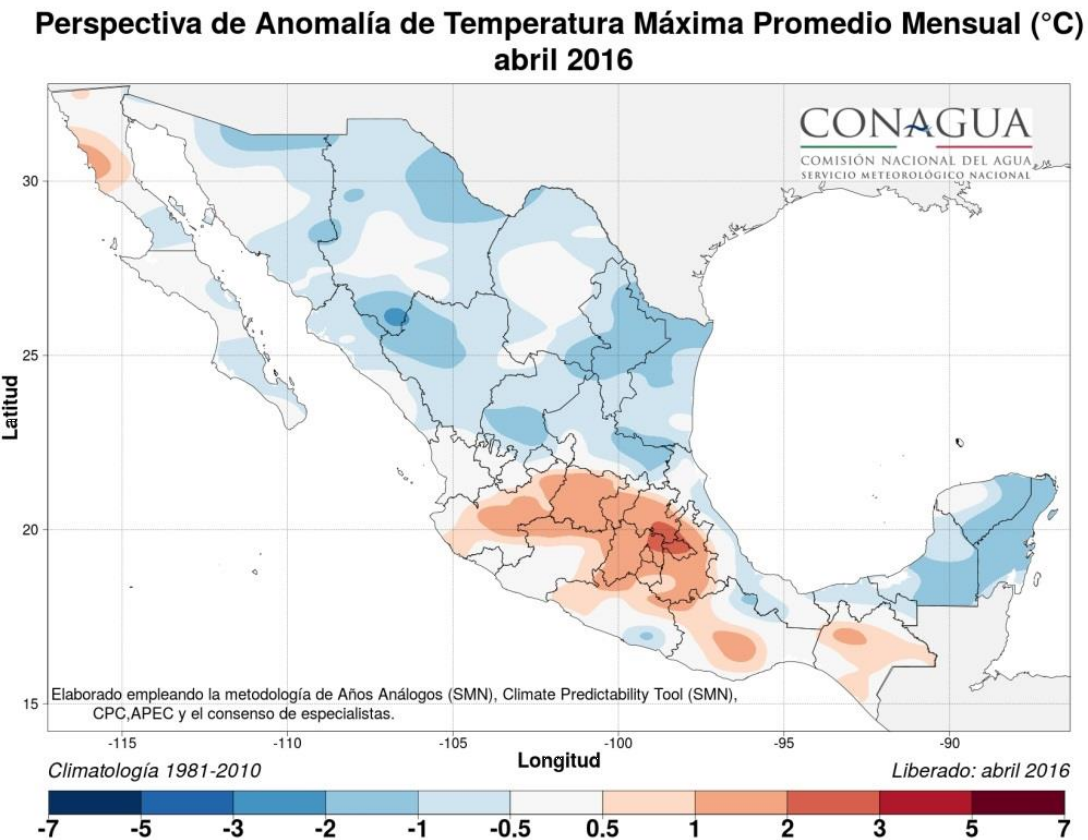 Perspectiva de Anomalía de Temperatura Máxima Promedio Mensual (°C)
abril 2016
CONAGUA
COMISIÓN NACIONAL DEL AGUA
SERVICIO METEOROLÓGICO NACIONAL
30
25
20
15
Latitud
Elaborado empleando la metodología de Años Análogos (SMN), Climate Predictability Tool (SMN),
CPC,APEC y el consenso de especialistas.
-115 -110 -105 -100 -95 -90
Longitud
Climatología 1981-2010 Liberado: abril 2016
-7 -5 -3 -2 -1 -0.5 0.5 1 2 3 5 7